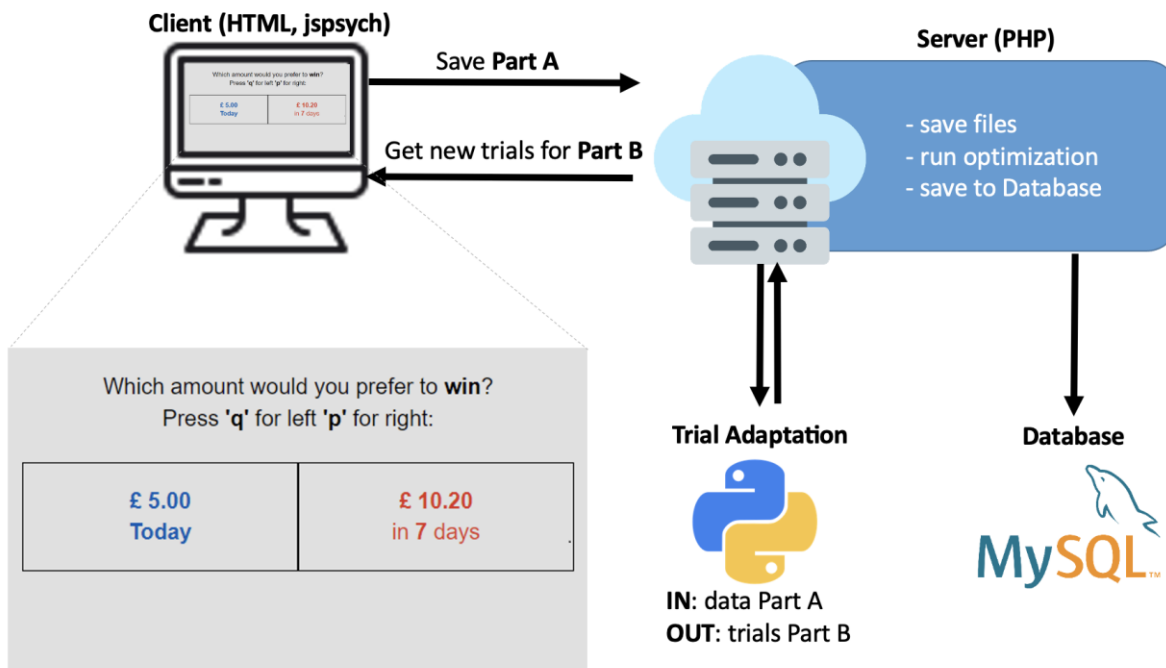 Client (HTML, jspsych)
Server (PHP)
Which amount would you prefer to win?
Press 'q' for left 'p' for right:
£ 5.00
Today
£ 10.20
in 7 days
Save Part A
Get new trials for Part B
- save files
- run optimization
- save to Database
Which amount would you prefer to win?
Press 'q' for left 'p' for right:
£ 5.00
Today
£ 10.20
in 7 days
Trial Adaptation
IN: data Part A
OUT: trials Part B
Database
MySQL™